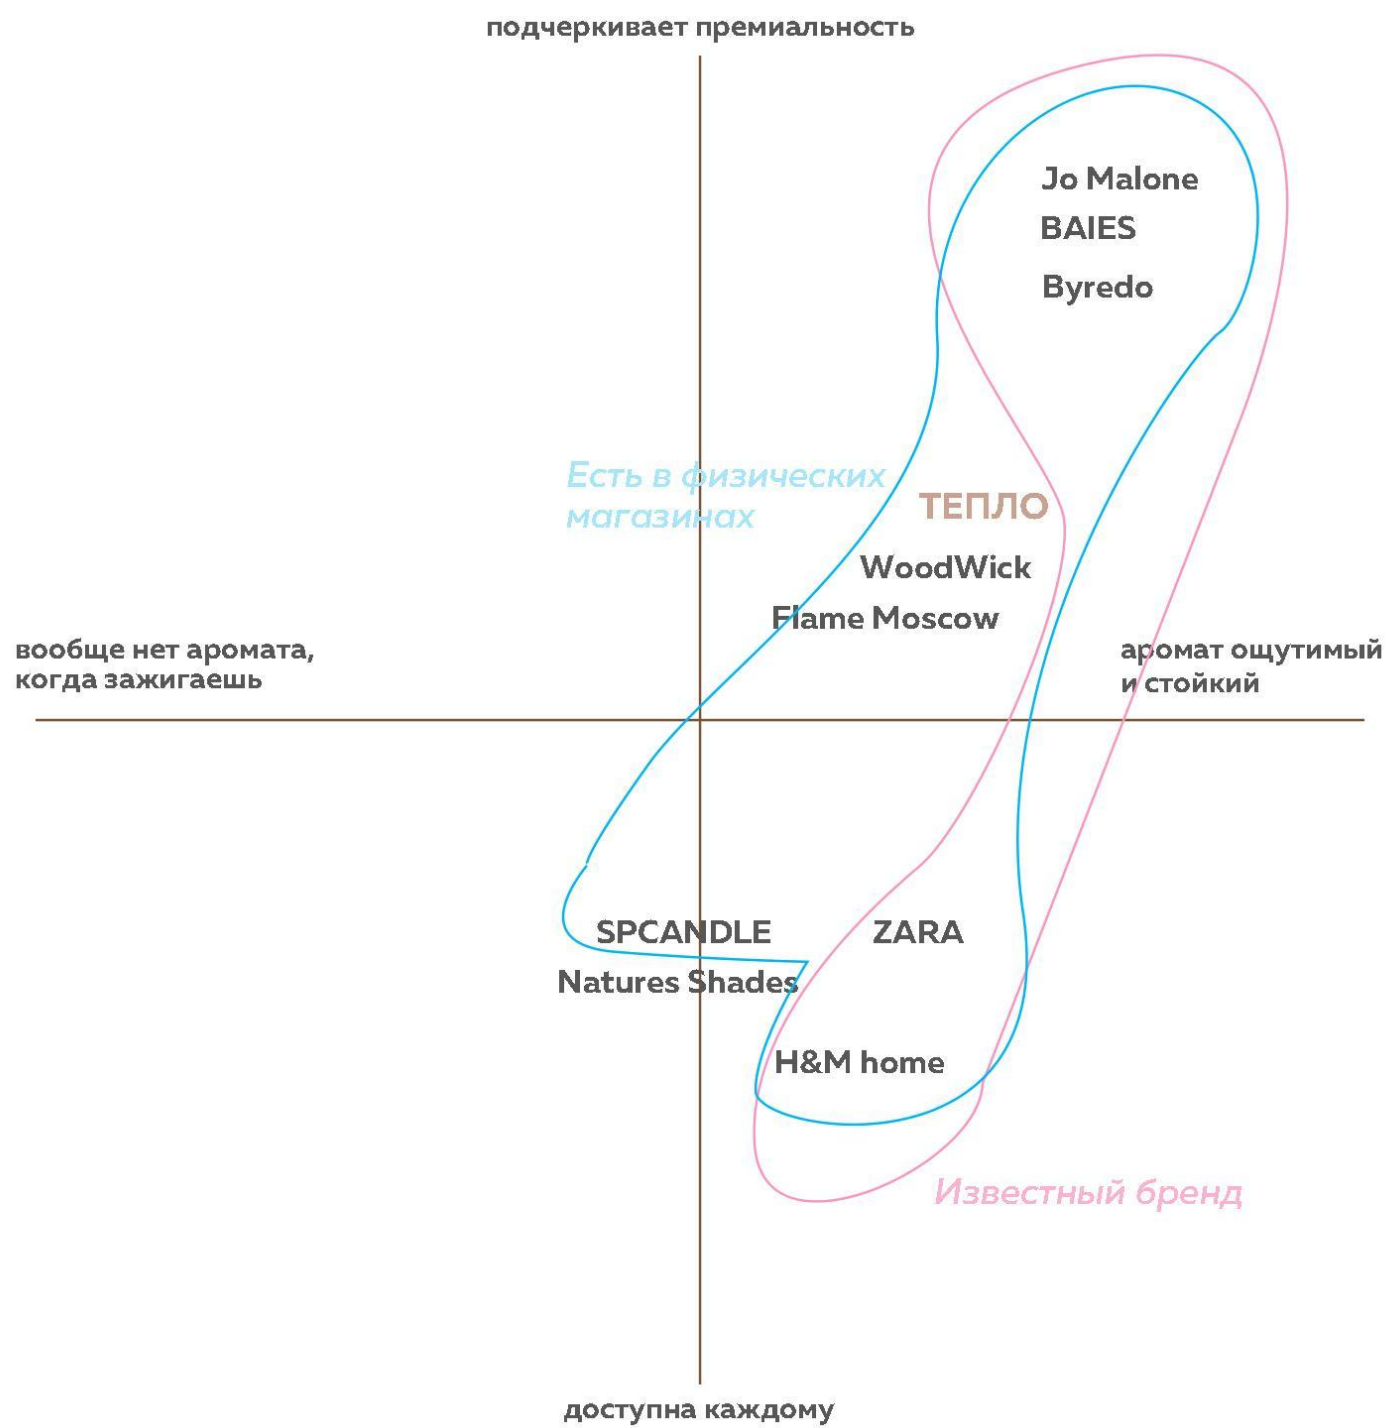 подчеркивает премиальность
Jo Malone
BAIES
Byredo
Есть в физических
магазинах
ТЕПЛО
WoodWick
Flame Moscow
вообще нет аромата,
когда зажигаешь
аромат ощутимый
и стойкий
SPCANDLE
ZARA
Natures Shades
H&M home
Известный бренд
доступна каждому